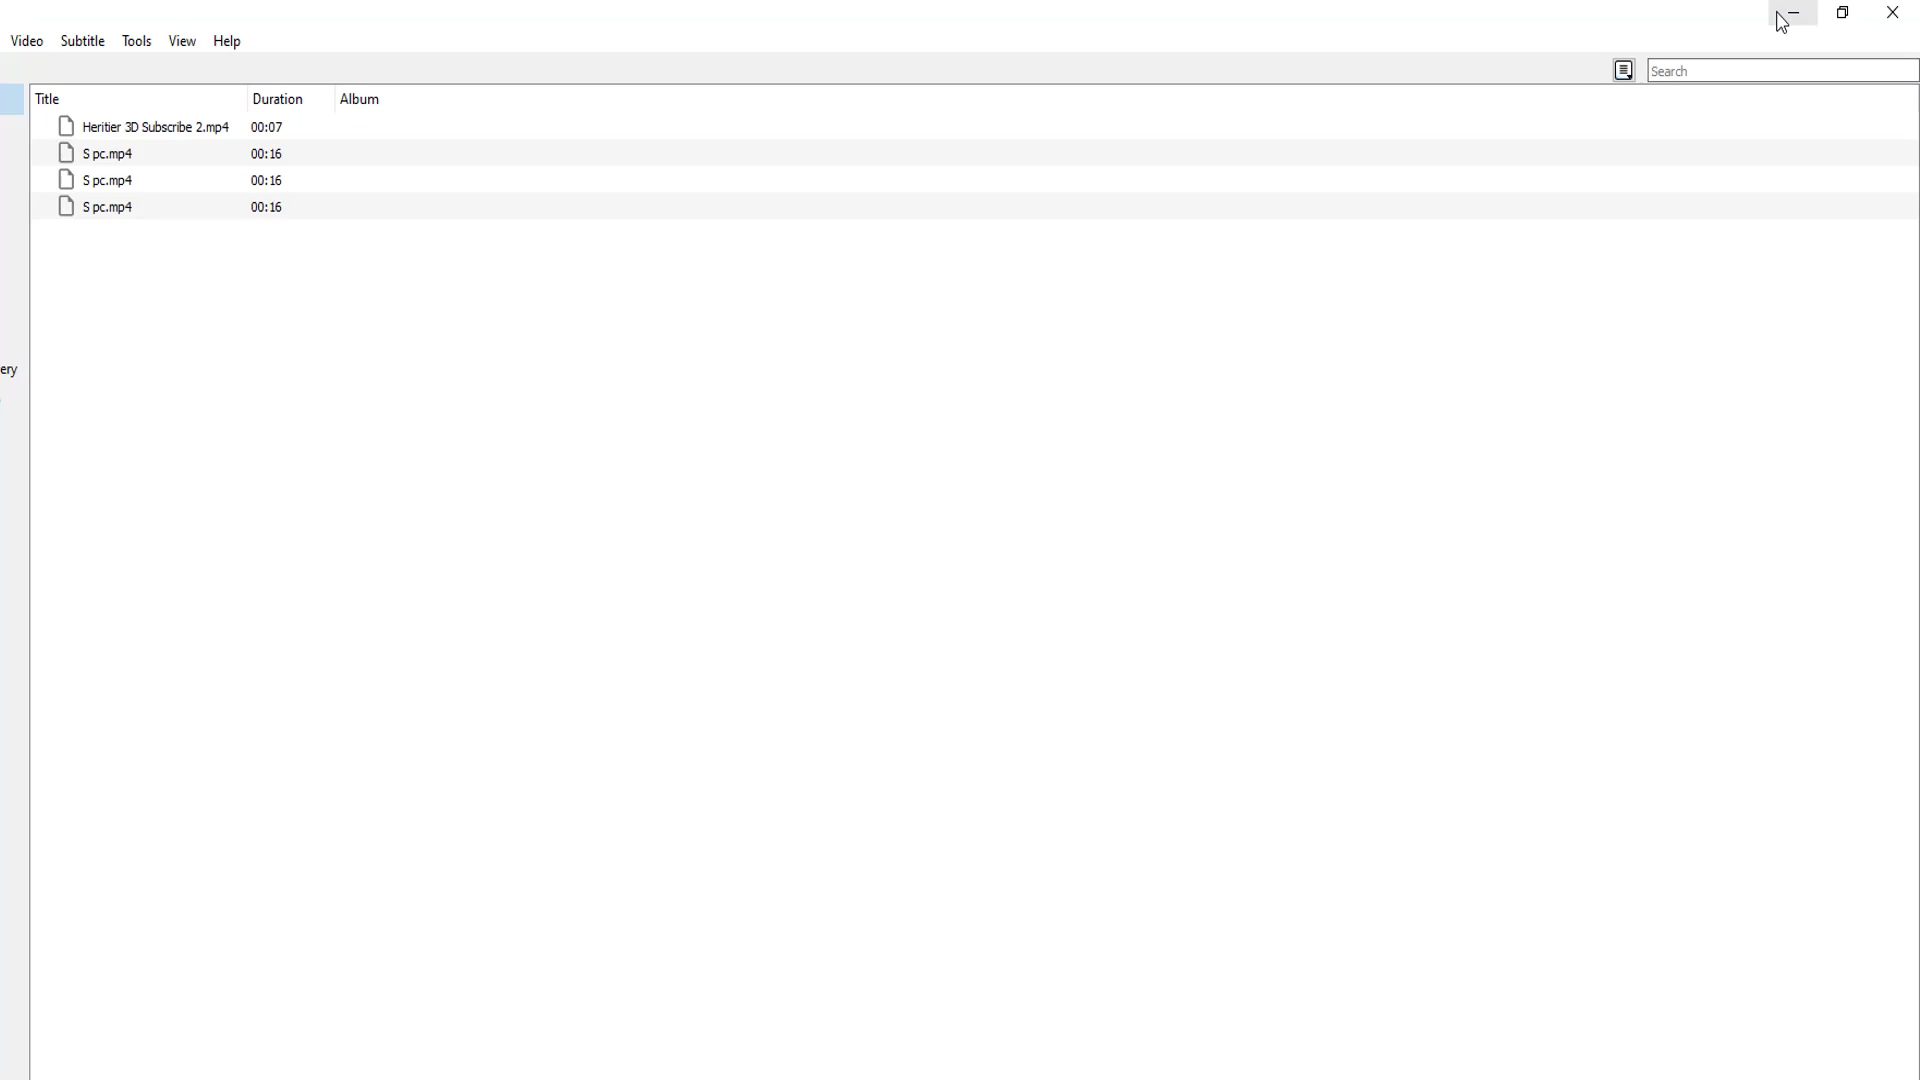 Video Subtitle Tools View Help
Search
Title Duration Album
Heritier 3D Subscribe 2.mp4 00:07
S pc.mp4 00:16
S pc.mp4 00:16
S pc.mp4 00:16
ery